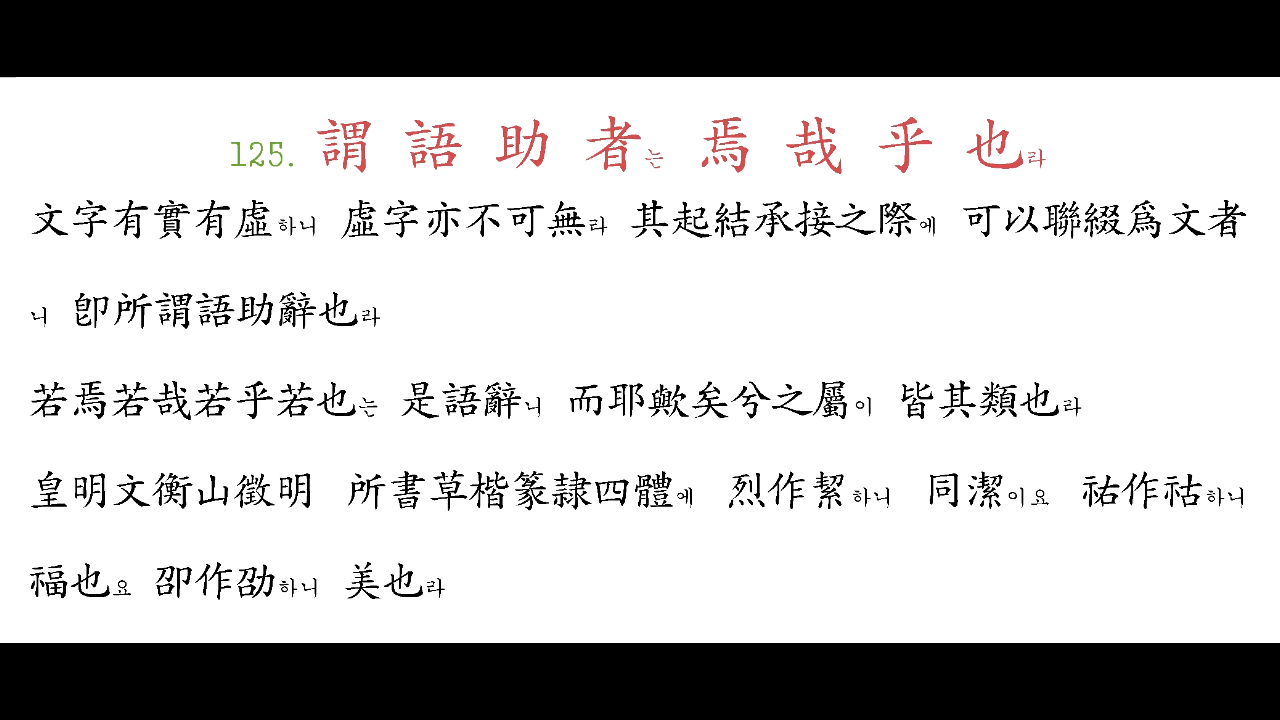 125. 謂語助者는 焉哉乎也라
文字有實有虛하니 虛字亦不可無라 其起結承接之際에 可以聯綴爲文者
니 卽所謂語助辭也라
若焉若哉若乎若也는 是語辭니 而耶歟矣兮之屬이 皆其類也라
皇明文衡山徵明 所書草楷篆隷四體에 烈作絜하니 同潔이요 祐作祜하니
福也요 卲作劭하니 美也라